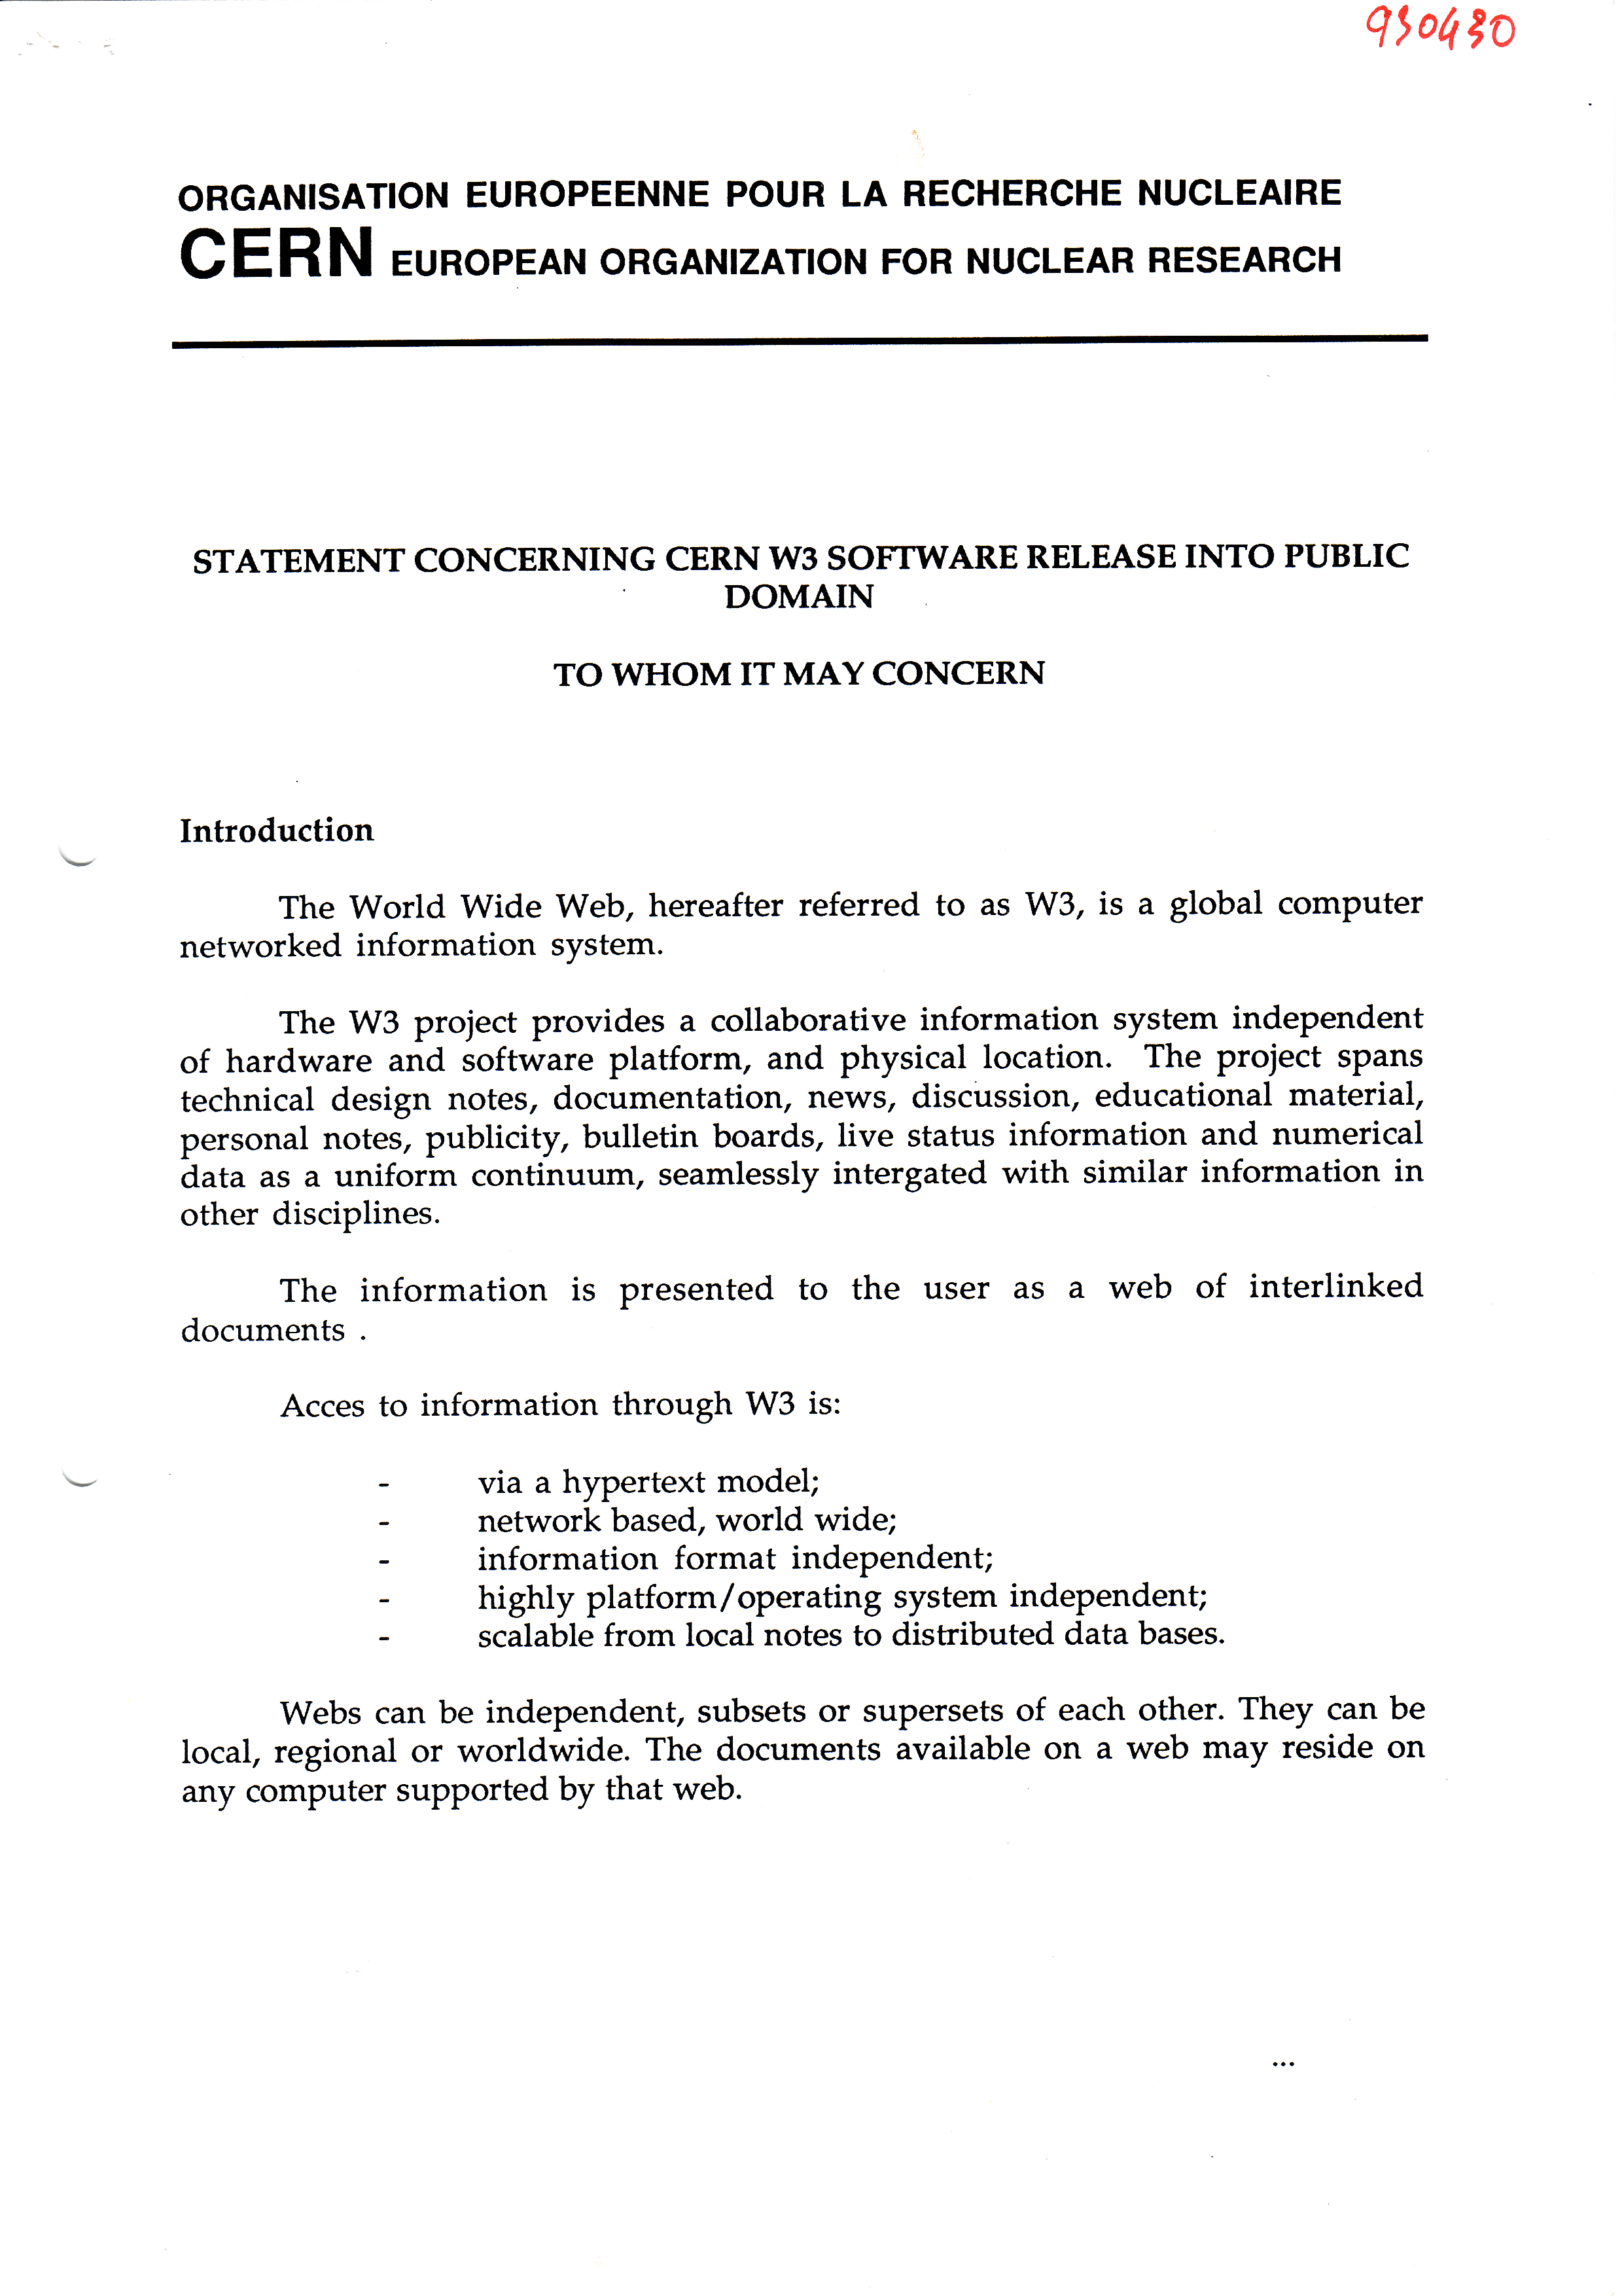 930430
ORGANISATION EUROPEENNE POUR LA RECHERCHE NUCLEAIRE
CERN EUROPEAN ORGANIZATION FOR NUCLEAR RESEARCH
STATEMENT CONCERNING CERN W3 SOFTWARE RELEASE INTO PUBLIC
DOMAIN
TO WHOM IT MAY CONCERN
Introduction
The World Wide Web, hereafter referred to as W3, is a global computer
networked information system.
The W3 project provides a collaborative information system independent
of hardware and software platform, and physical location. The project spans
technical design notes, documentation, news, discussion, educational material,
personal notes, publicity, bulletin boards, live status information and numerical
data as a uniform continuum, seamlessly intergated with similar information in
other disciplines.
The information is presented to the user as a web of interlinked
documents .
Acces to information through W3 is:
- via a hypertext model;
- network based, world wide;
- information format independent;
- highly platform/operating system independent;
- scalable from local notes to distributed data bases.
Webs can be independent, subsets or supersets of each other. They can be
local, regional or worldwide. The documents available on a web may reside on
any computer supported by that web.
...